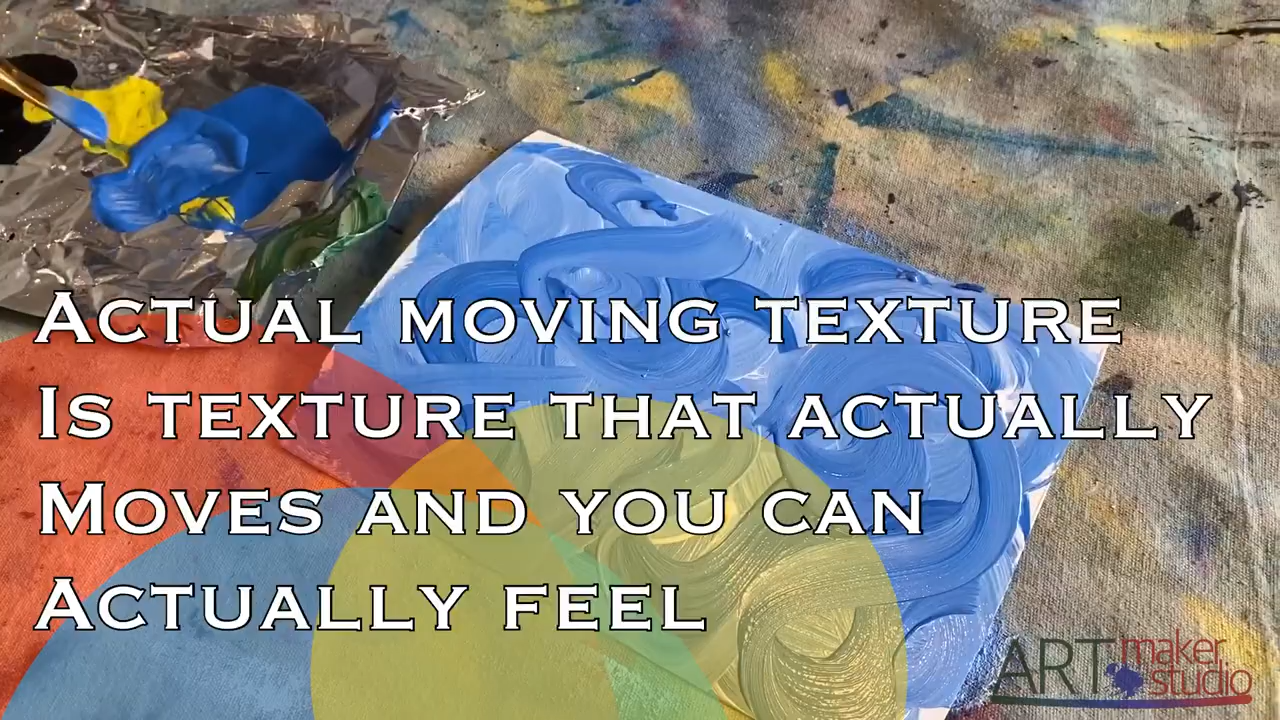 Actual moving texture
Is texture that actually
Moves and you can
Actually feel
ART maker studio